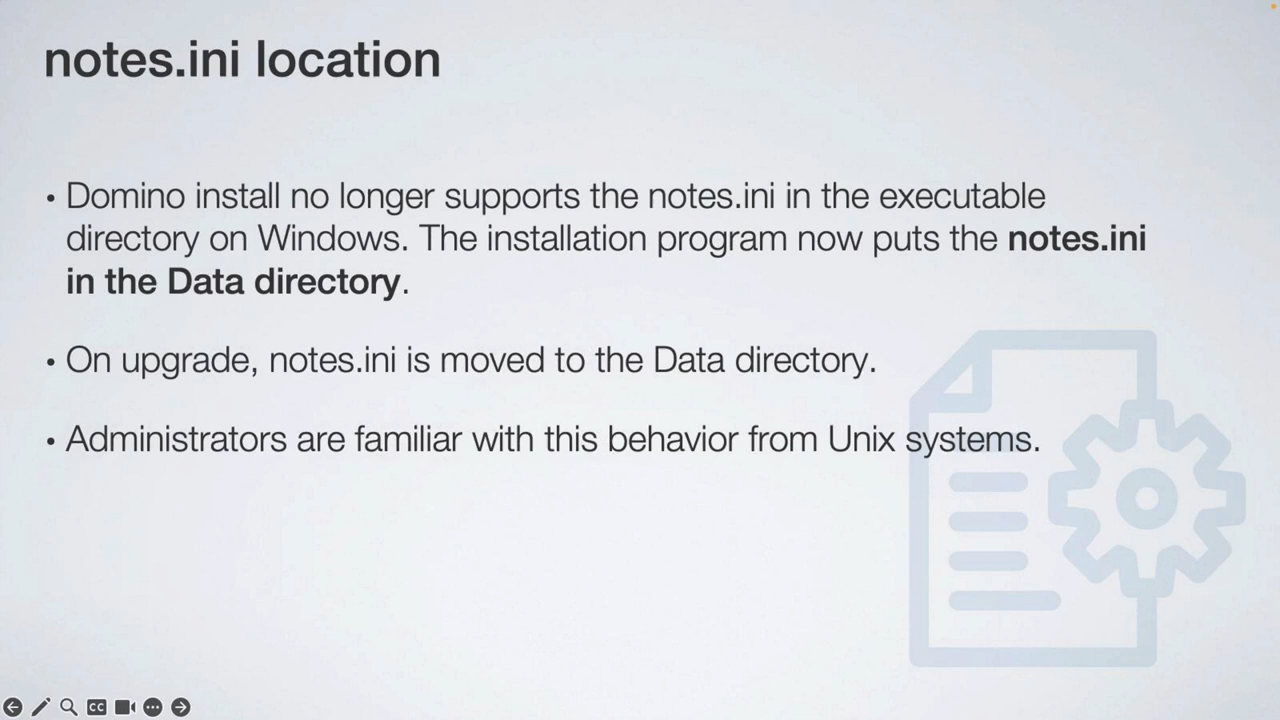 notes.ini location
• Domino install no longer supports the notes.ini in the executable
directory on Windows. The installation program now puts the notes.ini
in the Data directory.
• On upgrade, notes.ini is moved to the Data directory.
• Administrators are familiar with this behavior from Unix systems.
CC